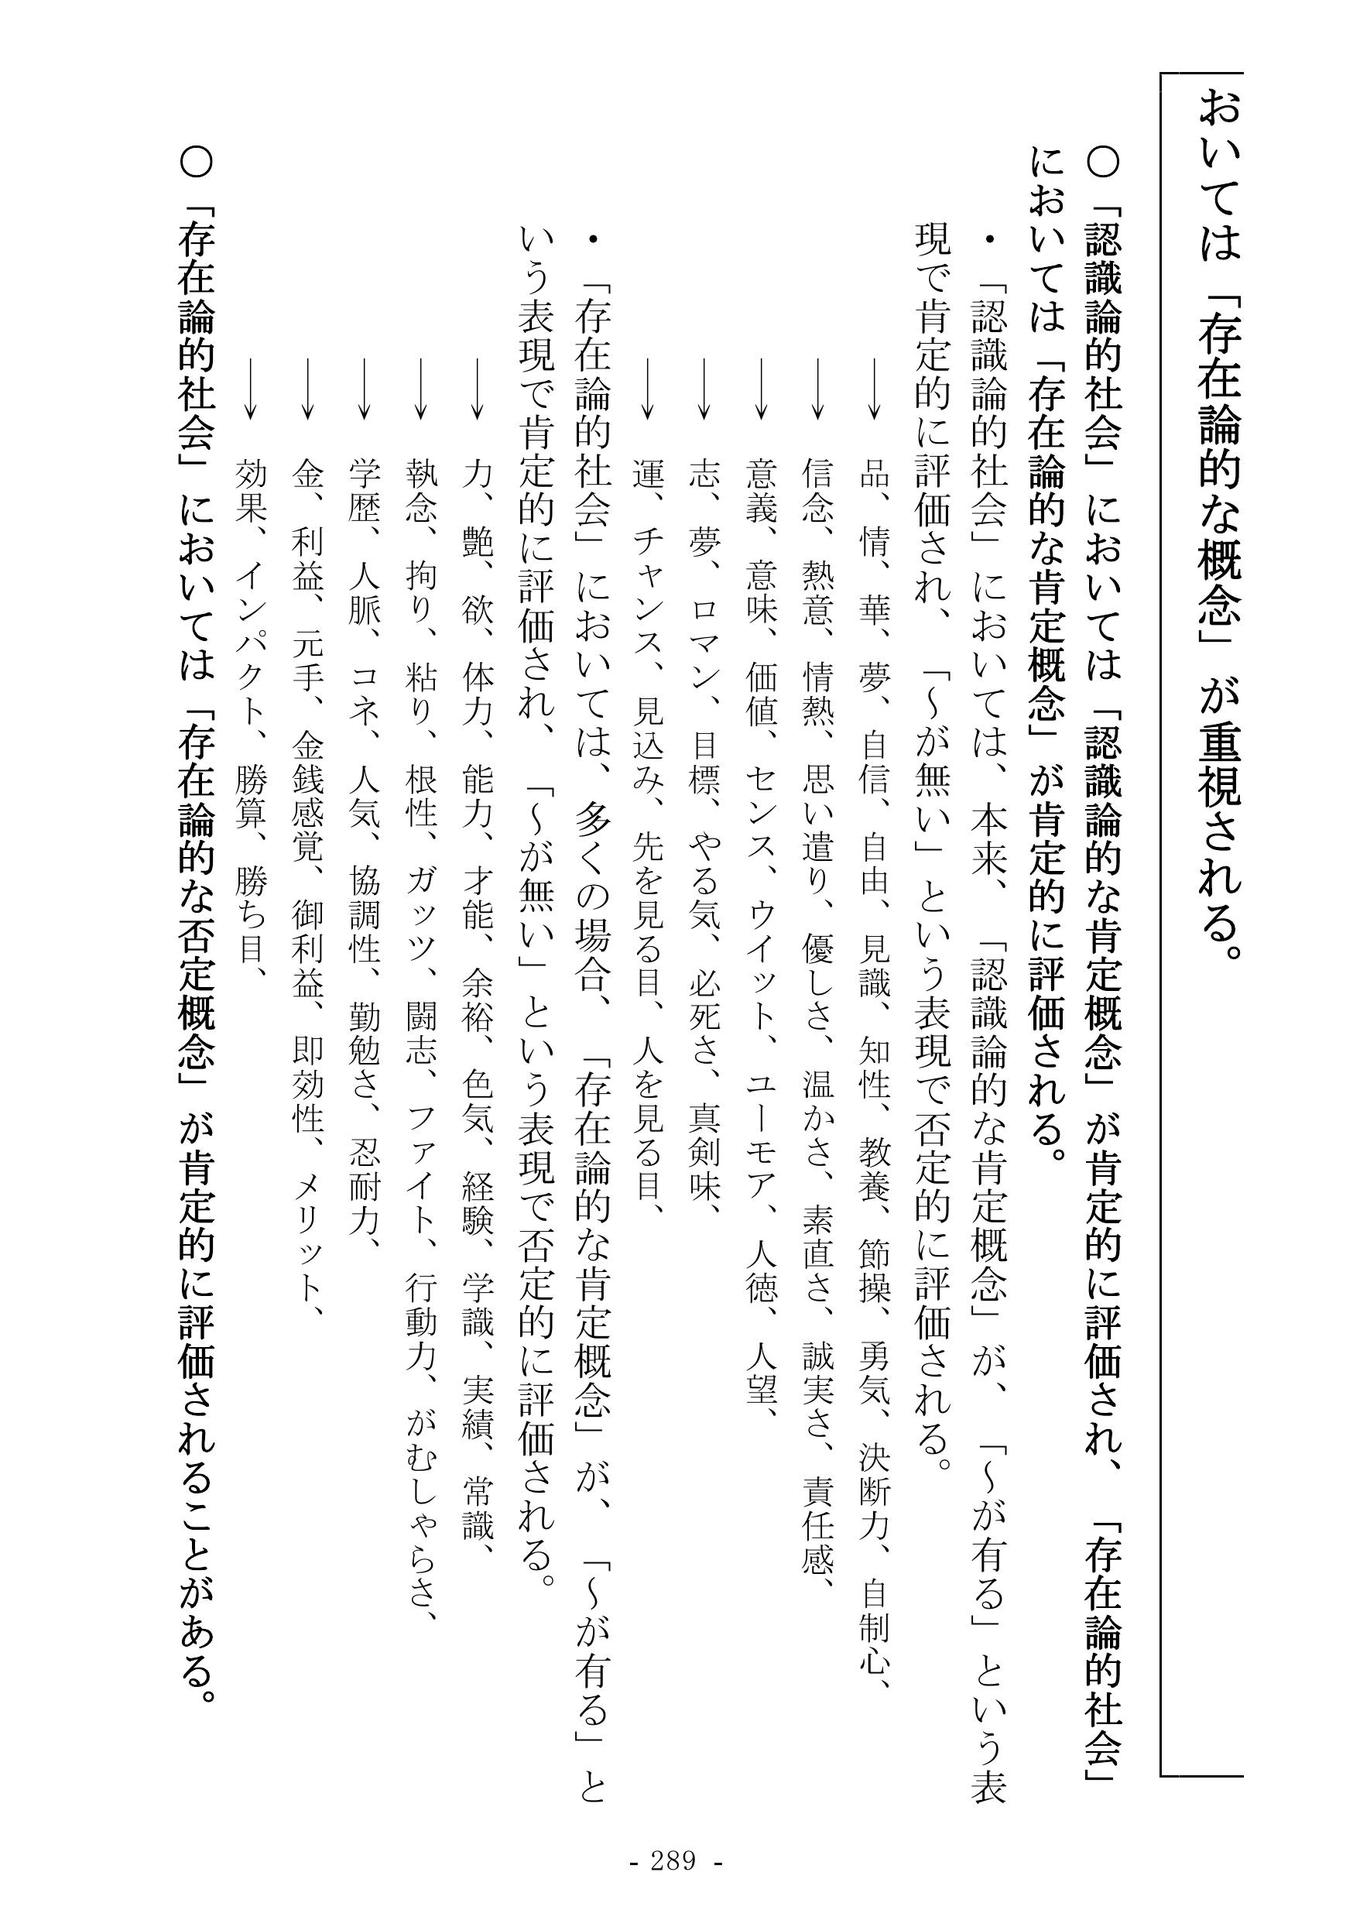 おいては「存在論的な概念」が重視される。
○「認識論的社会」においては「認識論的な肯定概念」が肯定的に評価され、「存在論的社会」
においては「存在論的な肯定概念」が肯定的に評価される。
・「認識論的社会」においては、本来、「認識論的な肯定概念」が、「～が有る」という表
現で肯定的に評価され、「～が無い」という表現で否定的に評価される。
→ 品、情、華、夢、自信、自由、見識、知性、教養、節操、勇気、決断力、自制心、
→ 信念、熱意、情熱、思い遣り、優しさ、温かさ、素直さ、誠実さ、責任感、
→ 意義、意味、価値、センス、ウイット、ユーモア、人徳、人望、
→ 志、夢、ロマン、目標、やる気、必死さ、真剣味、
→ 運、チャンス、見込み、先を見る目、人を見る目、
・「存在論的社会」においては、多くの場合、「存在論的な肯定概念」が、「～が有る」と
いう表現で肯定的に評価され、「～が無い」という表現で否定的に評価される。
→ 力、艶、欲、体力、能力、才能、余裕、色気、経験、学識、実績、常識、
→ 執念、拘り、粘り、根性、ガッツ、闘志、ファイト、行動力、がむしゃらさ、
→ 学歴、人脈、コネ、人気、協調性、勤勉さ、忍耐力、
→ 金、利益、元手、金銭感覚、御利益、即効性、メリット、
→ 効果、インパクト、勝算、勝ち目、
○「存在論的社会」においては「存在論的な否定概念」が肯定的に評価されることがある。
- 289 -